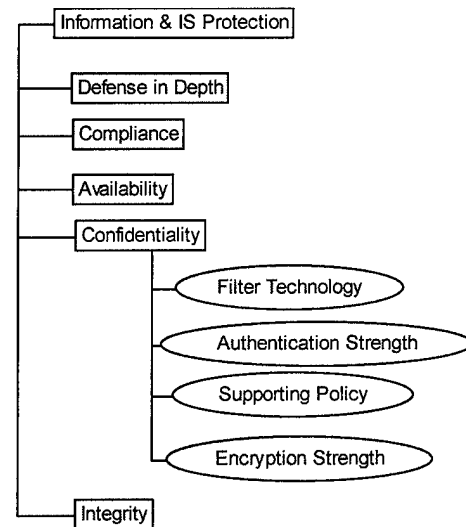 Information & IS Protection
Defense in Depth
Compliance
Availability
Confidentiality
Filter Technology
Authentication Strength
Supporting Policy
Encryption Strength
Integrity